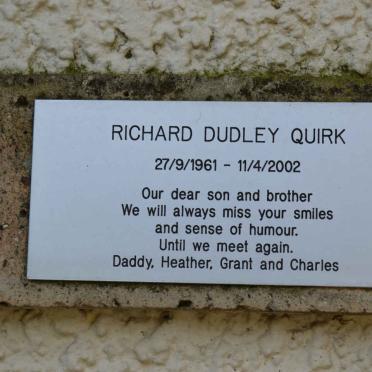 RICHARD DUDLEY QUIRK
27/9/1961 - 11/4/2002
Our dear son and brother
We will always miss your smiles
and sense of humour.
Until we meet again.
Daddy, Heather, Grant and Charles